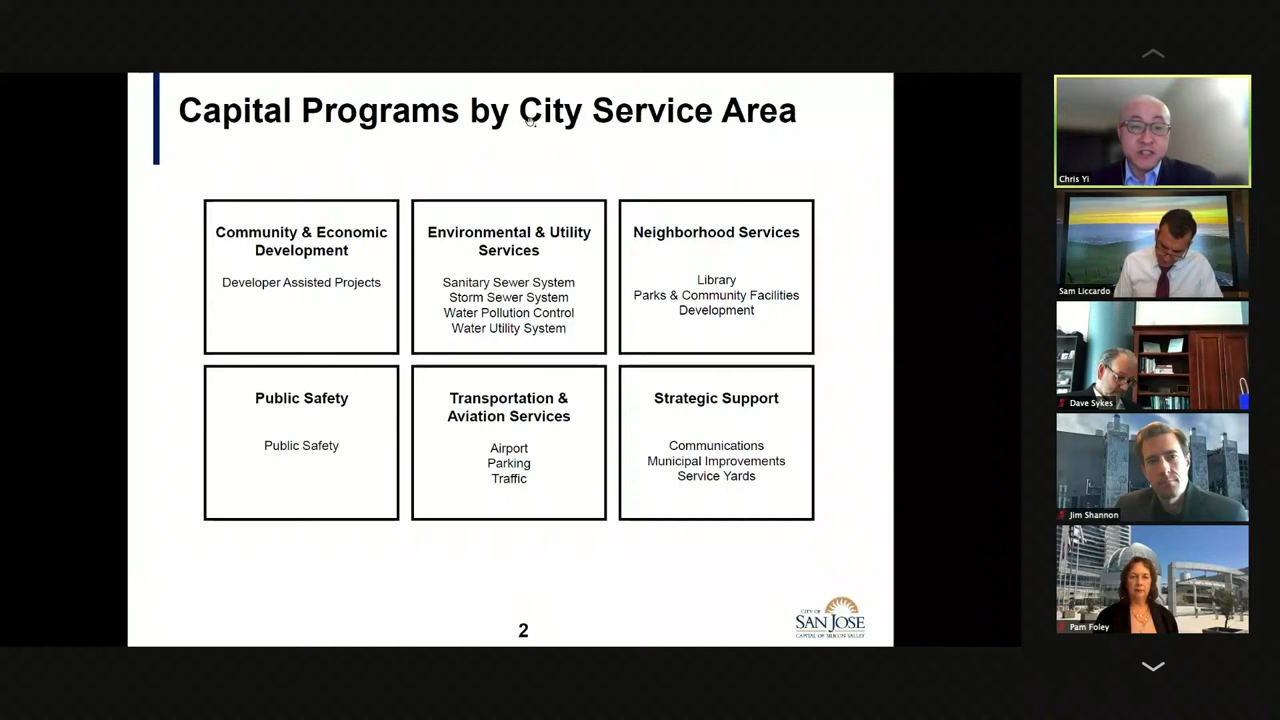 Capital Programs by City Service Area
Community & Economic
Development
Developer Assisted Projects
Environmental & Utility
Services
Sanitary Sewer System
Storm Sewer System
Water Pollution Control
Water Utility System
Neighborhood Services
Library
Parks & Community Facilities
Development
Public Safety
Public Safety
Transportation &
Aviation Services
Airport
Parking
Traffic
Strategic Support
Communications
Municipal Improvements
Service Yards
2
CITY OF
SAN JOSE
CAPITAL OF SILICON VALLEY
Chris Yi
Sam Liccardo
Dave Sykes
Jim Shannon
Pam Foley